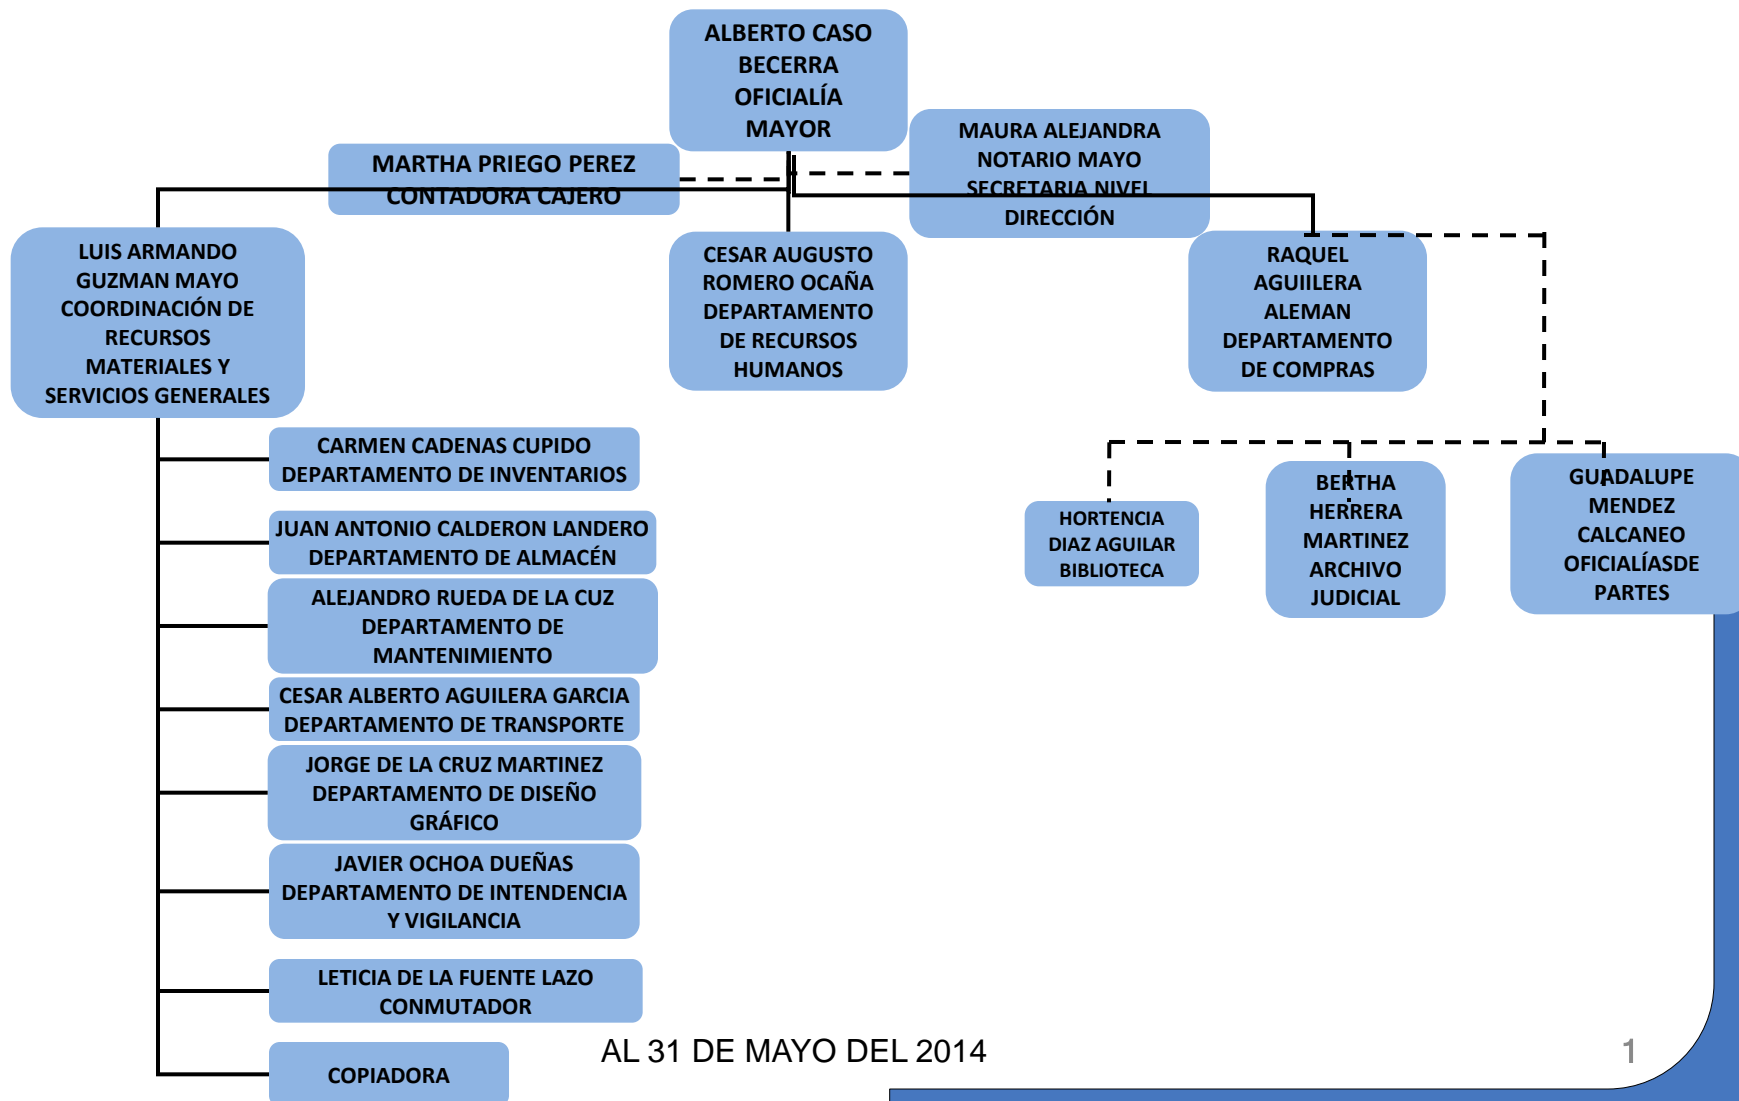 ALBERTO CASO
BECERRA
OFICIALÍA
MAYOR
MARTHA PRIEGO PEREZ
CONTADORA CAJERO
MAURA ALEJANDRA
NOTARIO MAYO
SECRETARIA NIVEL
DIRECCIÓN
LUIS ARMANDO
GUZMAN MAYO
COORDINACIÓN DE
RECURSOS
MATERIALES Y
SERVICIOS GENERALES
CESAR AUGUSTO
ROMERO OCAÑA
DEPARTAMENTO
DE RECURSOS
HUMANOS
RAQUEL
AGUIILERA
ALEMAN
DEPARTAMENTO
DE COMPRAS
CARMEN CADENAS CUPIDO
DEPARTAMENTO DE INVENTARIOS
JUAN ANTONIO CALDERON LANDERO
DEPARTAMENTO DE ALMACÉN
ALEJANDRO RUEDA DE LA CUZ
DEPARTAMENTO DE
MANTENIMIENTO
CESAR ALBERTO AGUILERA GARCIA
DEPARTAMENTO DE TRANSPORTE
JORGE DE LA CRUZ MARTINEZ
DEPARTAMENTO DE DISEÑO
GRÁFICO
JAVIER OCHOA DUEÑAS
DEPARTAMENTO DE INTENDENCIA
Y VIGILANCIA
LETICIA DE LA FUENTE LAZO
CONMUTADOR
COPIADORA
HORTENCIA
DIAZ AGUILAR
BIBLIOTECA
BERTHA
HERRERA
MARTINEZ
ARCHIVO
JUDICIAL
GUADALUPE
MENDEZ
CALCANEO
OFICIALÍASDE
PARTES
AL 31 DE MAYO DEL 2014
1